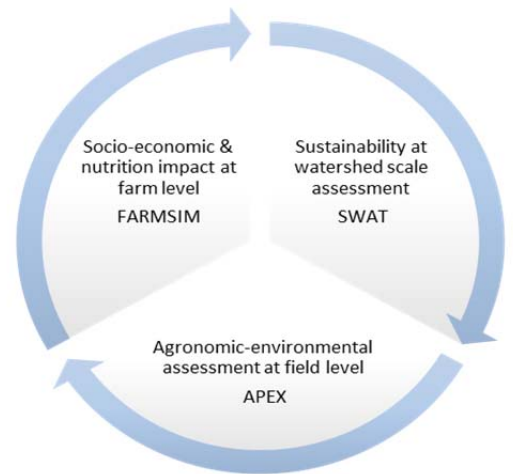 Socio-economic &
nutrition impact at
farm level
FARMSIM
Sustainability at
watershed scale
assessment
SWAT
Agronomic-environmental
assessment at field level
APEX